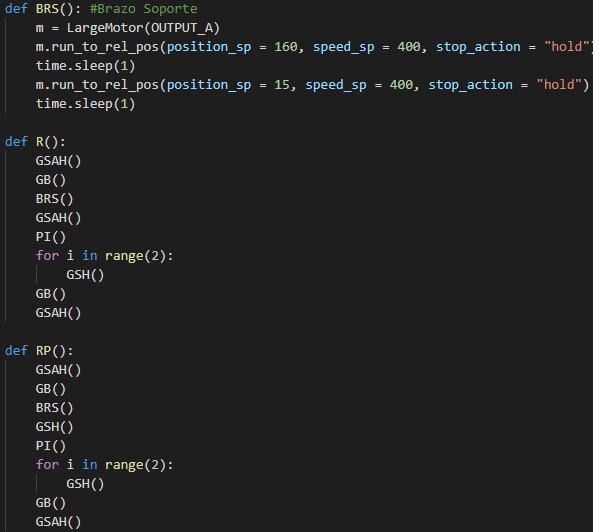 def BRS(): #Brazo Soporte
    m = LargeMotor(OUTPUT_A)
    m.run_to_rel_pos(position_sp = 160, speed_sp = 400, stop_action = "hold")
    time.sleep(1)
    m.run_to_rel_pos(position_sp = 15, speed_sp = 400, stop_action = "hold")
    time.sleep(1)

def R():
    GSAH()
    GB()
    BRS()
    GSAH()
    PI()
    for i in range(2):
        GSH()
    GB()
    GSAH()

def RP():
    GSAH()
    GB()
    BRS()
    GSH()
    PI()
    for i in range(2):
        GSH()
    GB()
    GSAH()